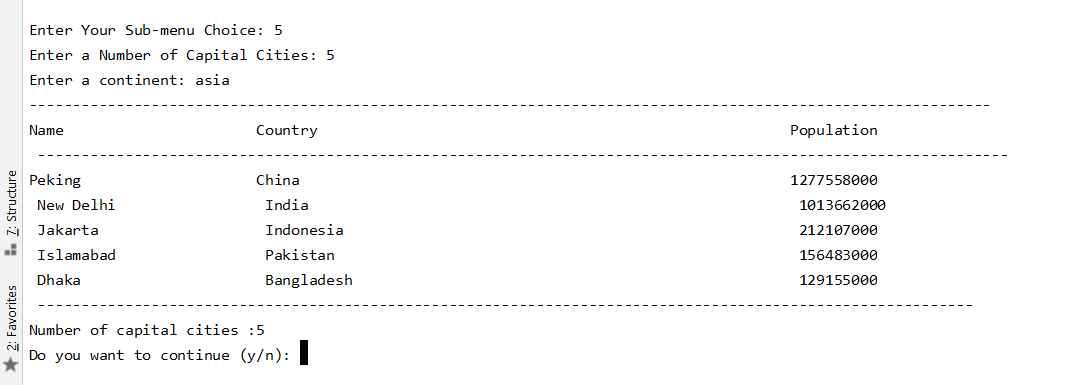 Enter Your Sub-menu Choice: 5
Enter a Number of Capital Cities: 5
Enter a continent: asia
--------------------------------------------------------------------------------------------------------------
Name Country Population
---------------------------------------------------------------------------------------------------------------
Peking China 1277558000
New Delhi India 1013662000
Jakarta Indonesia 212107000
Islamabad Pakistan 156483000
Dhaka Bangladesh 129155000
-----------------------------------------------------------------------------------------------------------
Number of capital cities :5
Do you want to continue (y/n):
7: Structure
2: Favorites